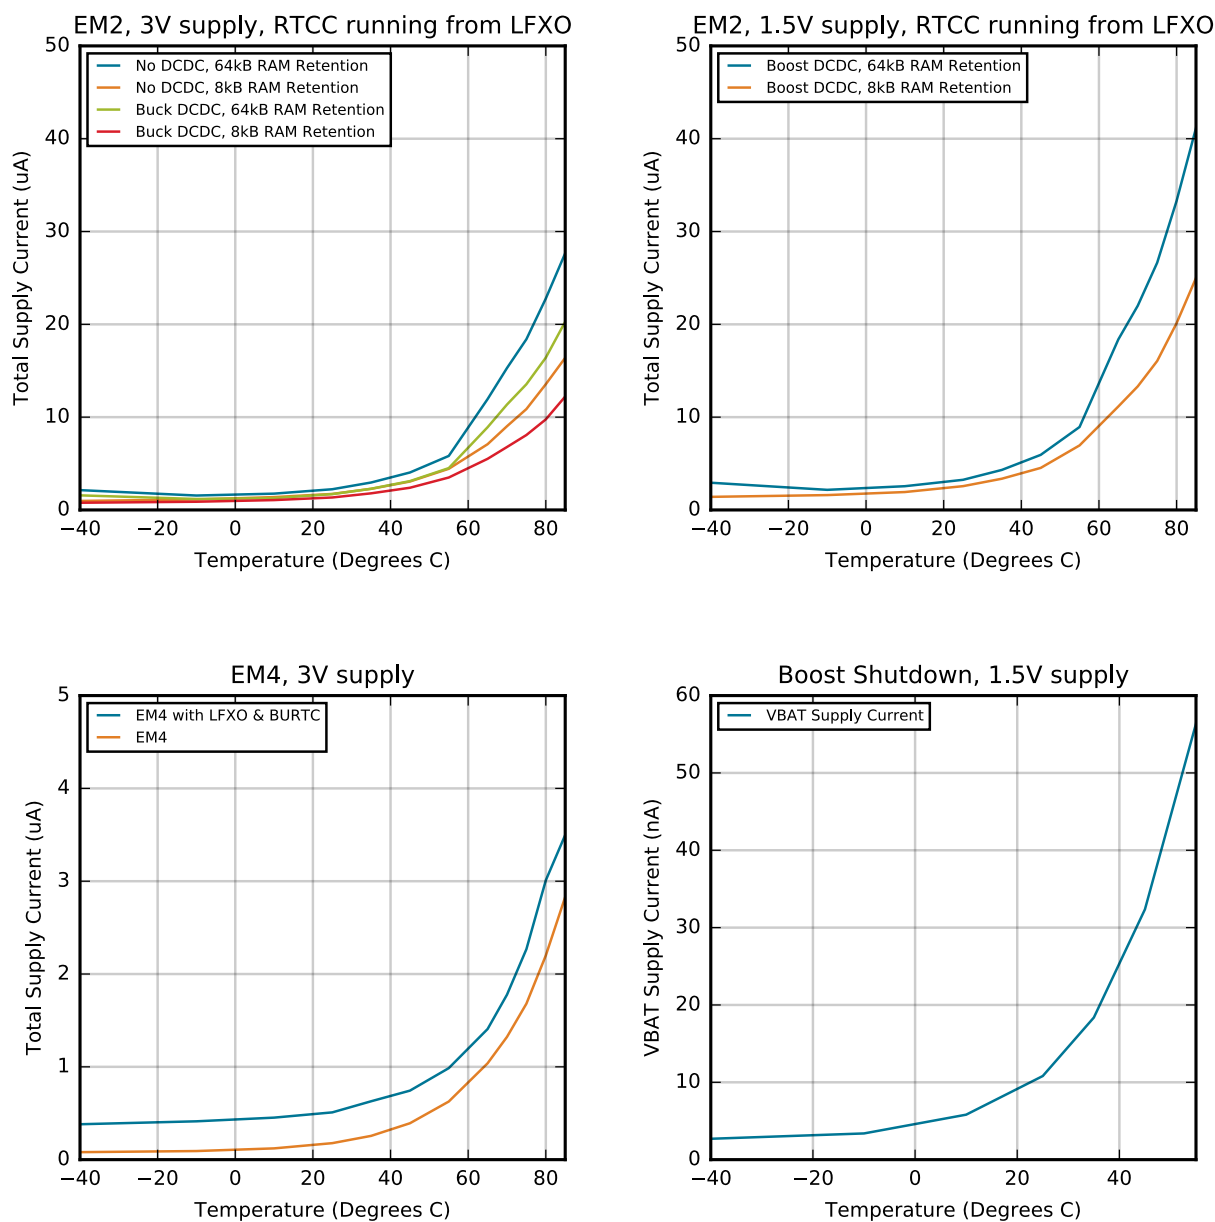 EM2, 3V supply, RTCC running from LFXO
50
40
30
20
10
0
Total Supply Current (uA)
No DCDC, 64kB RAM Retention
No DCDC, 8kB RAM Retention
Buck DCDC, 64kB RAM Retention
Buck DCDC, 8kB RAM Retention
−40 −20 0 20 40 60 80
Temperature (Degrees C)
EM2, 1.5V supply, RTCC running from LFXO
50
40
30
20
10
0
Total Supply Current (uA)
Boost DCDC, 64kB RAM Retention
Boost DCDC, 8kB RAM Retention
−40 −20 0 20 40 60 80
Temperature (Degrees C)
EM4, 3V supply
5
4
3
2
1
0
Total Supply Current (uA)
EM4 with LFXO & BURTC
EM4
−40 −20 0 20 40 60 80
Temperature (Degrees C)
Boost Shutdown, 1.5V supply
60
50
40
30
20
10
0
VBAT Supply Current (nA)
VBAT Supply Current
−40 −20 0 20 40
Temperature (Degrees C)